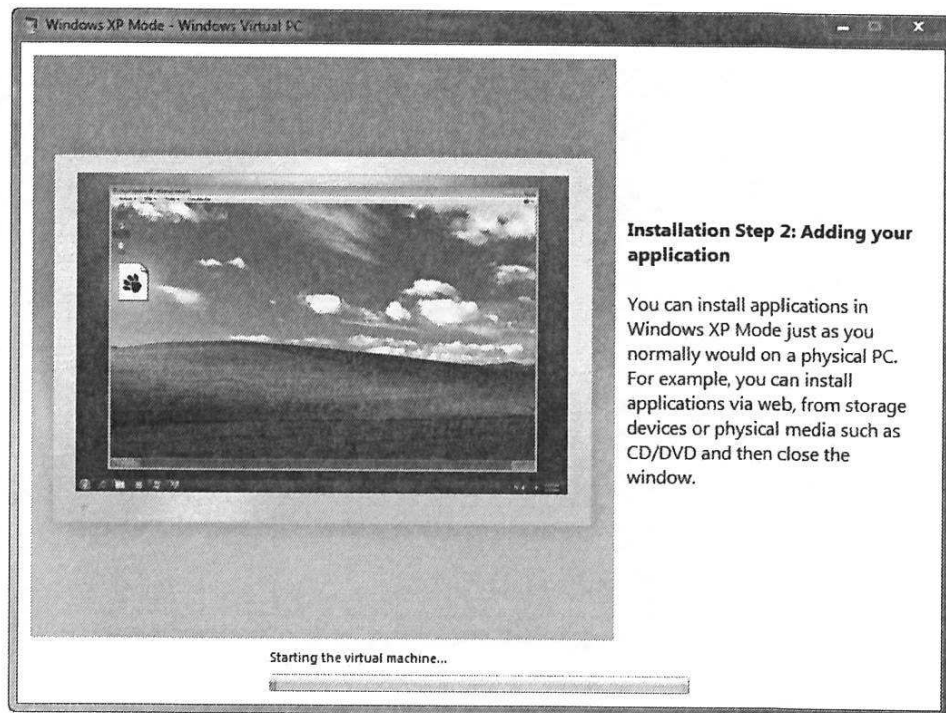 Windows XP Mode - Windows Virtual PC
Installation Step 2: Adding your
application
You can install applications in
Windows XP Mode just as you
normally would on a physical PC.
For example, you can install
applications via web, from storage
devices or physical media such as
CD/DVD and then close the
window.
Starting the virtual machine...